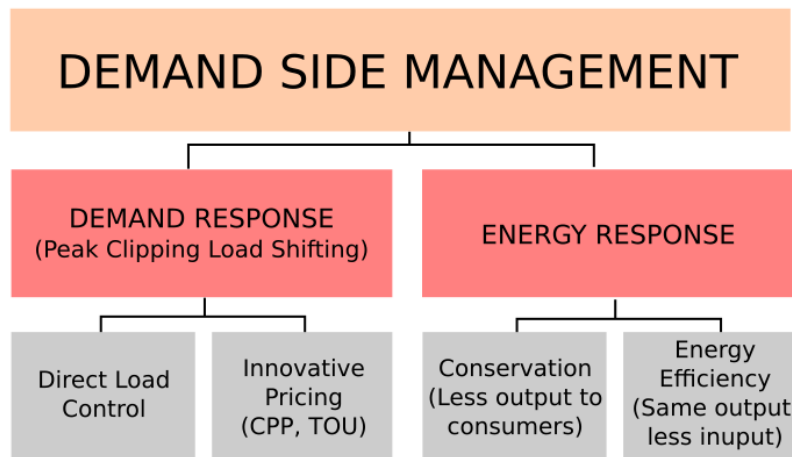 DEMAND SIDE MANAGEMENT
DEMAND RESPONSE
(Peak Clipping Load Shifting)
ENERGY RESPONSE
Direct Load
Control
Innovative
Pricing
(CPP, TOU)
Conservation
(Less output to
consumers)
Energy
Efficiency
(Same output
less inuput)